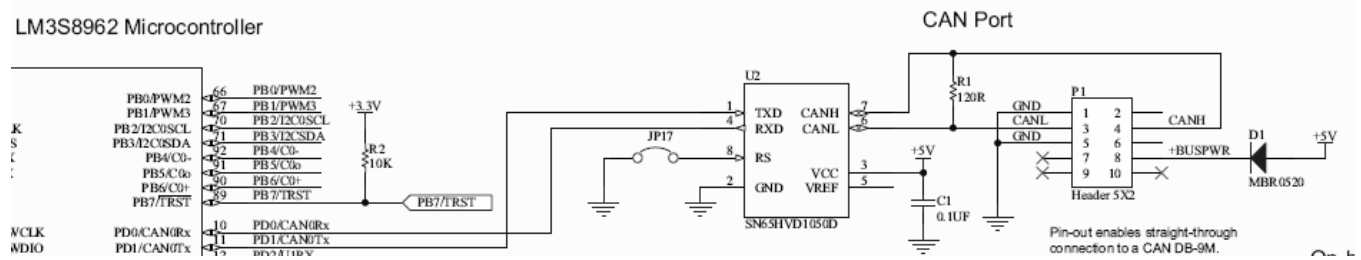 LM3S8962 Microcontroller
CAN Port
PB0/PWM2 66 PB0/PWM2
PB1/PWM3 67 PB1/PWM3
PB2/I2C0SCL 70 PB2/I2C0SCL
PB3/I2C0SDA 71 PB3/I2CSDA
PB4/C0- 92 PB4/C0-
PB5/C0o 91 PB5/C0o
PB6/C0+ 90 PB6/C0+
PB7/TRST 89 PB7/TRST
+3.3V
R2
10K
PB7/TRST
PD0/CAN0Rx 10 PD0/CAN0Rx
PD1/CAN0Tx 11 PD1/CAN0Tx
12 PD2/U1RX
WCLK
WDIO
JP17
U2
1 TXD CANH 7
4 RXD CANL 6
8 RS
VCC 3
2 GND VREF 5
SN65HVD1050D
+5V
C1
0.1UF
R1
120R
P1
GND 1 2
CANL 3 4 CANH
GND 5 6
7 8 +BUSPWR
9 10
Header 5X2
D1
+5V
MBR0520
Pin-out enables straight-through
connection to a CAN DB-9M.